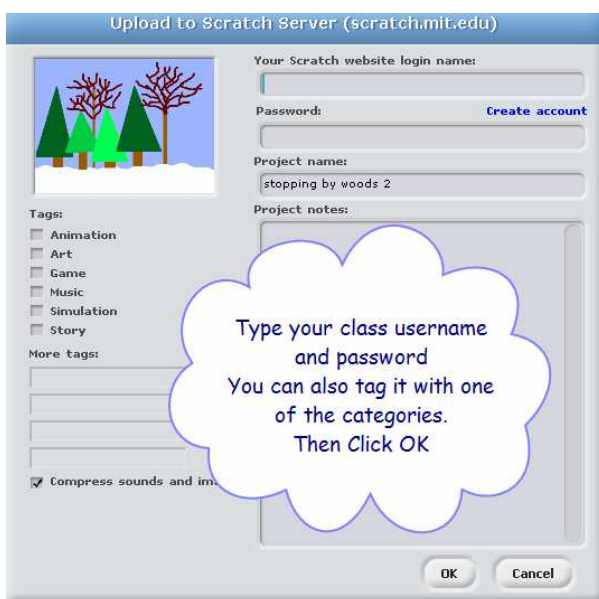 Upload to Scratch Server (scratch.mit.edu)
Your Scratch website login name:
Password:
Create account
Project name:
stopping by woods 2
Project notes:
Tags:
Animation
Art
Game
Music
Simulation
Story
More tags:
Compress sounds and
Type your class username
and password
You can also tag it with one
of the categories.
Then Click OK
OK
Cancel